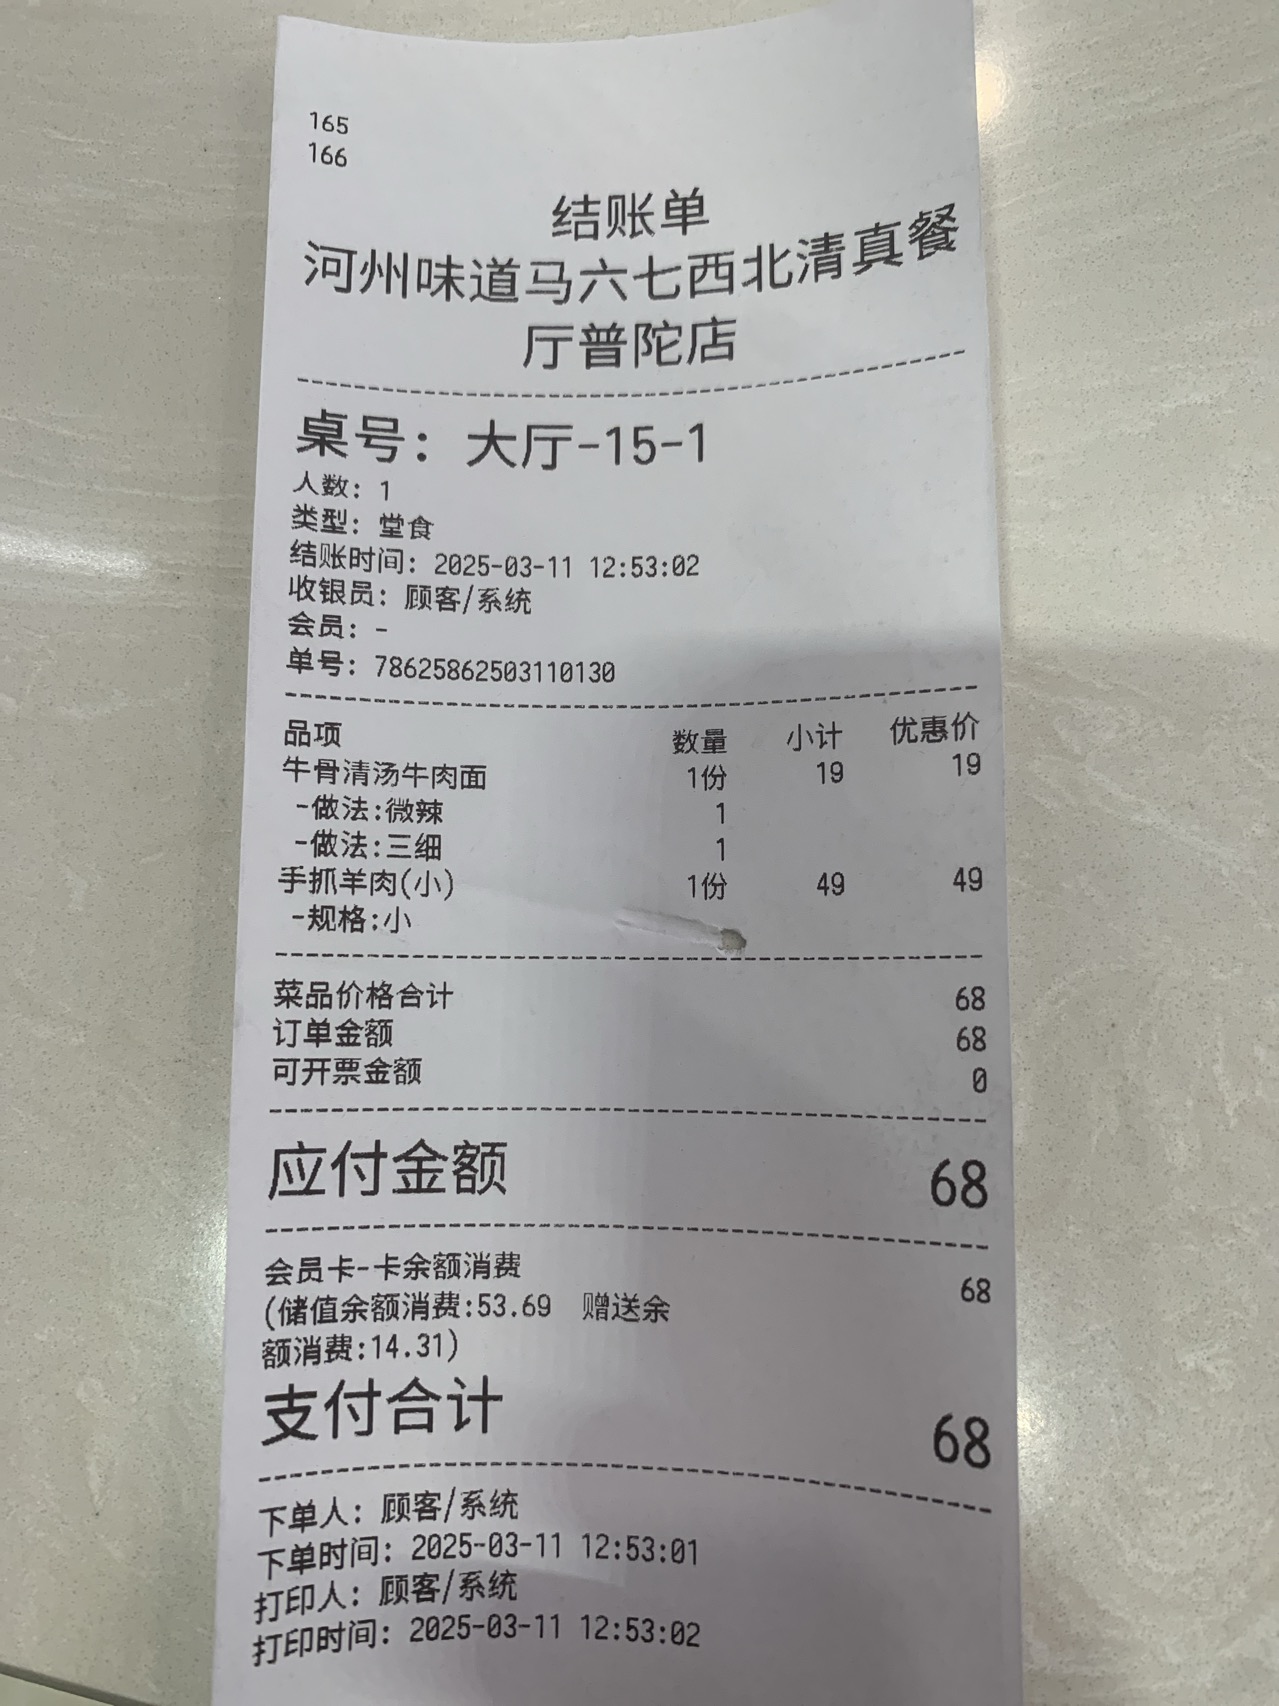 165
166
结账单
河州味道马六七西北清真餐
厅普陀店
桌号：大厅-15-1
人数：1
类型：堂食
结账时间：2025-03-11 12:53:02
收银员：顾客/系统
会员：-
单号：78625862503110130
品项 数量 小计 优惠价
牛骨清汤牛肉面 1份 19 19
-做法:微辣 1
-做法:三细 1
手抓羊肉(小) 1份 49 49
-规格:小
菜品价格合计 68
订单金额 68
可开票金额 0
应付金额 68
会员卡-卡余额消费 68
(储值余额消费:53.69 赠送余
额消费:14.31)
支付合计 68
下单人：顾客/系统
下单时间：2025-03-11 12:53:01
打印人：顾客/系统
打印时间：2025-03-11 12:53:02